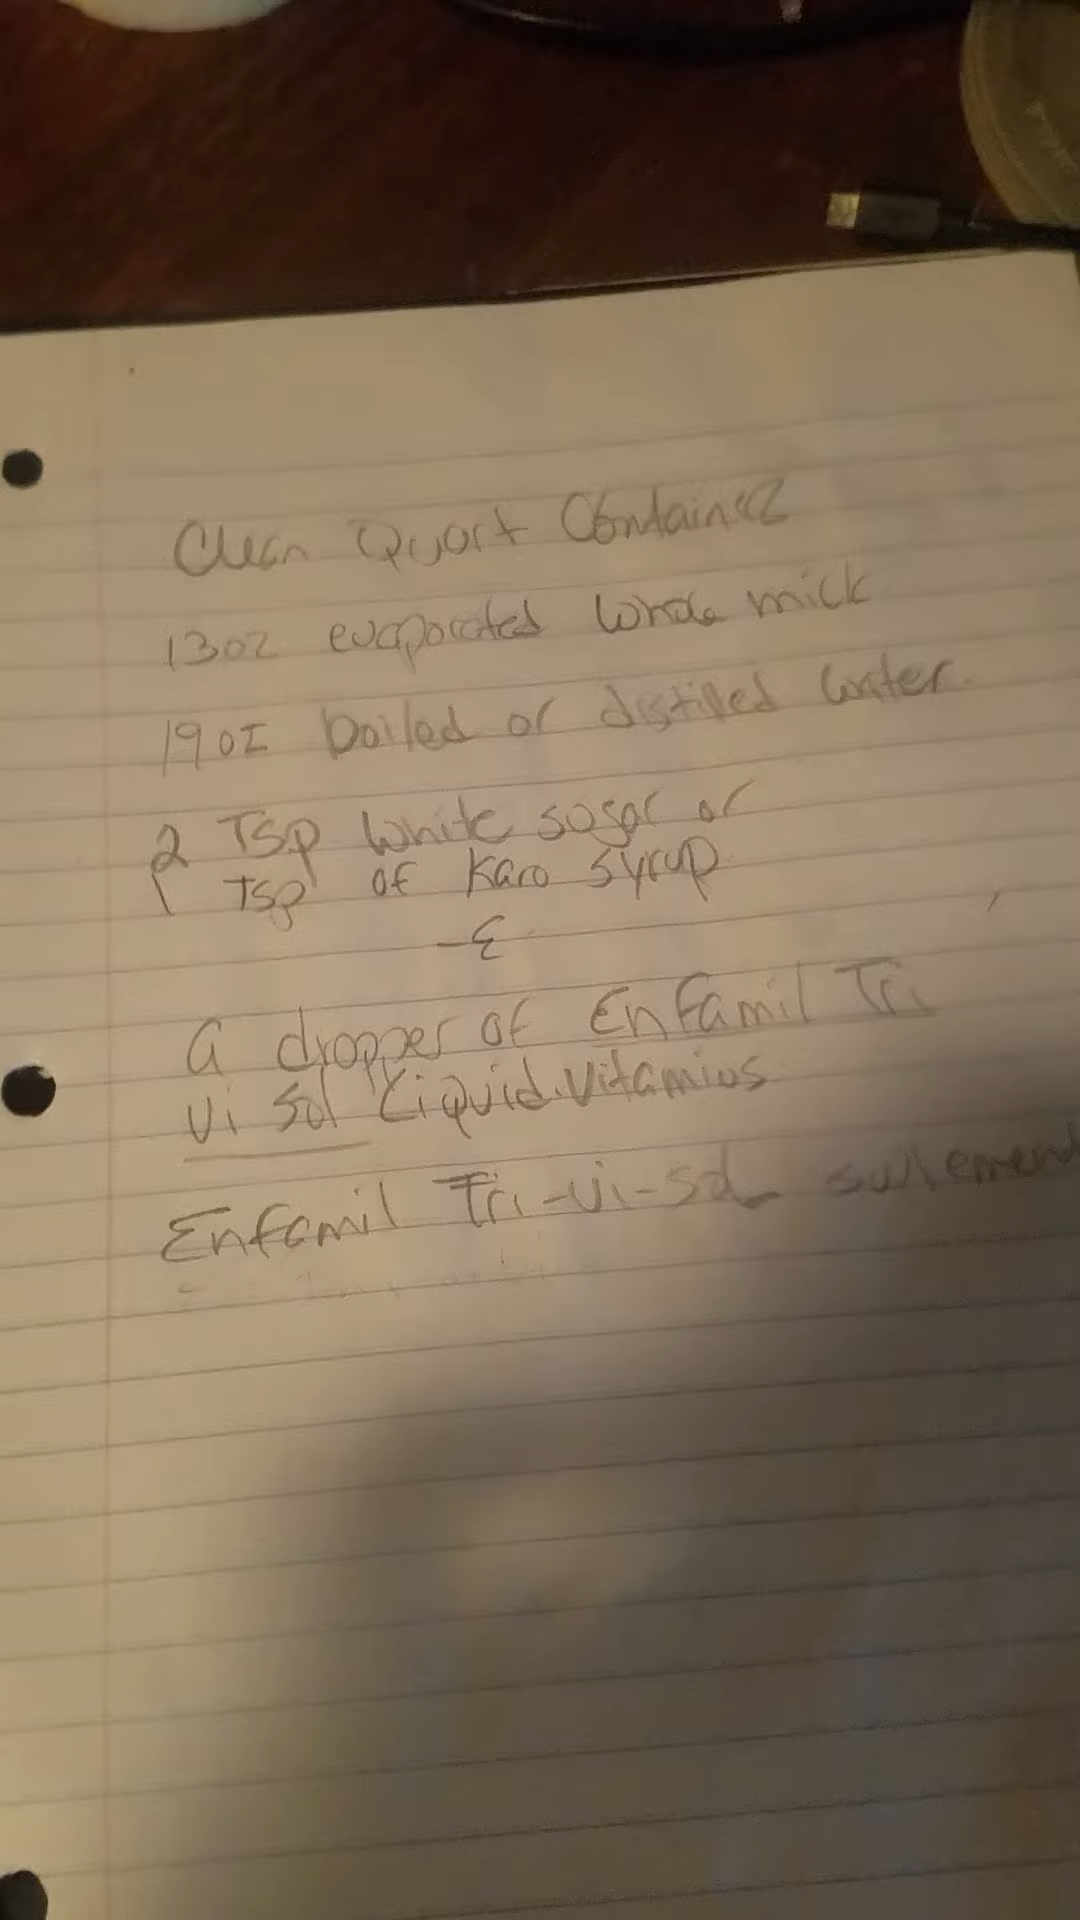 Clean Quart Container
13oz evaporated Whole milk
19oz boiled or distilled water.
2 Tsp White sugar or
1 Tsp of Karo Syrup
- &
a dropper of Enfamil Tri
Vi Sol Liquid Vitamins
Enfamil Tri-Vi-Sol